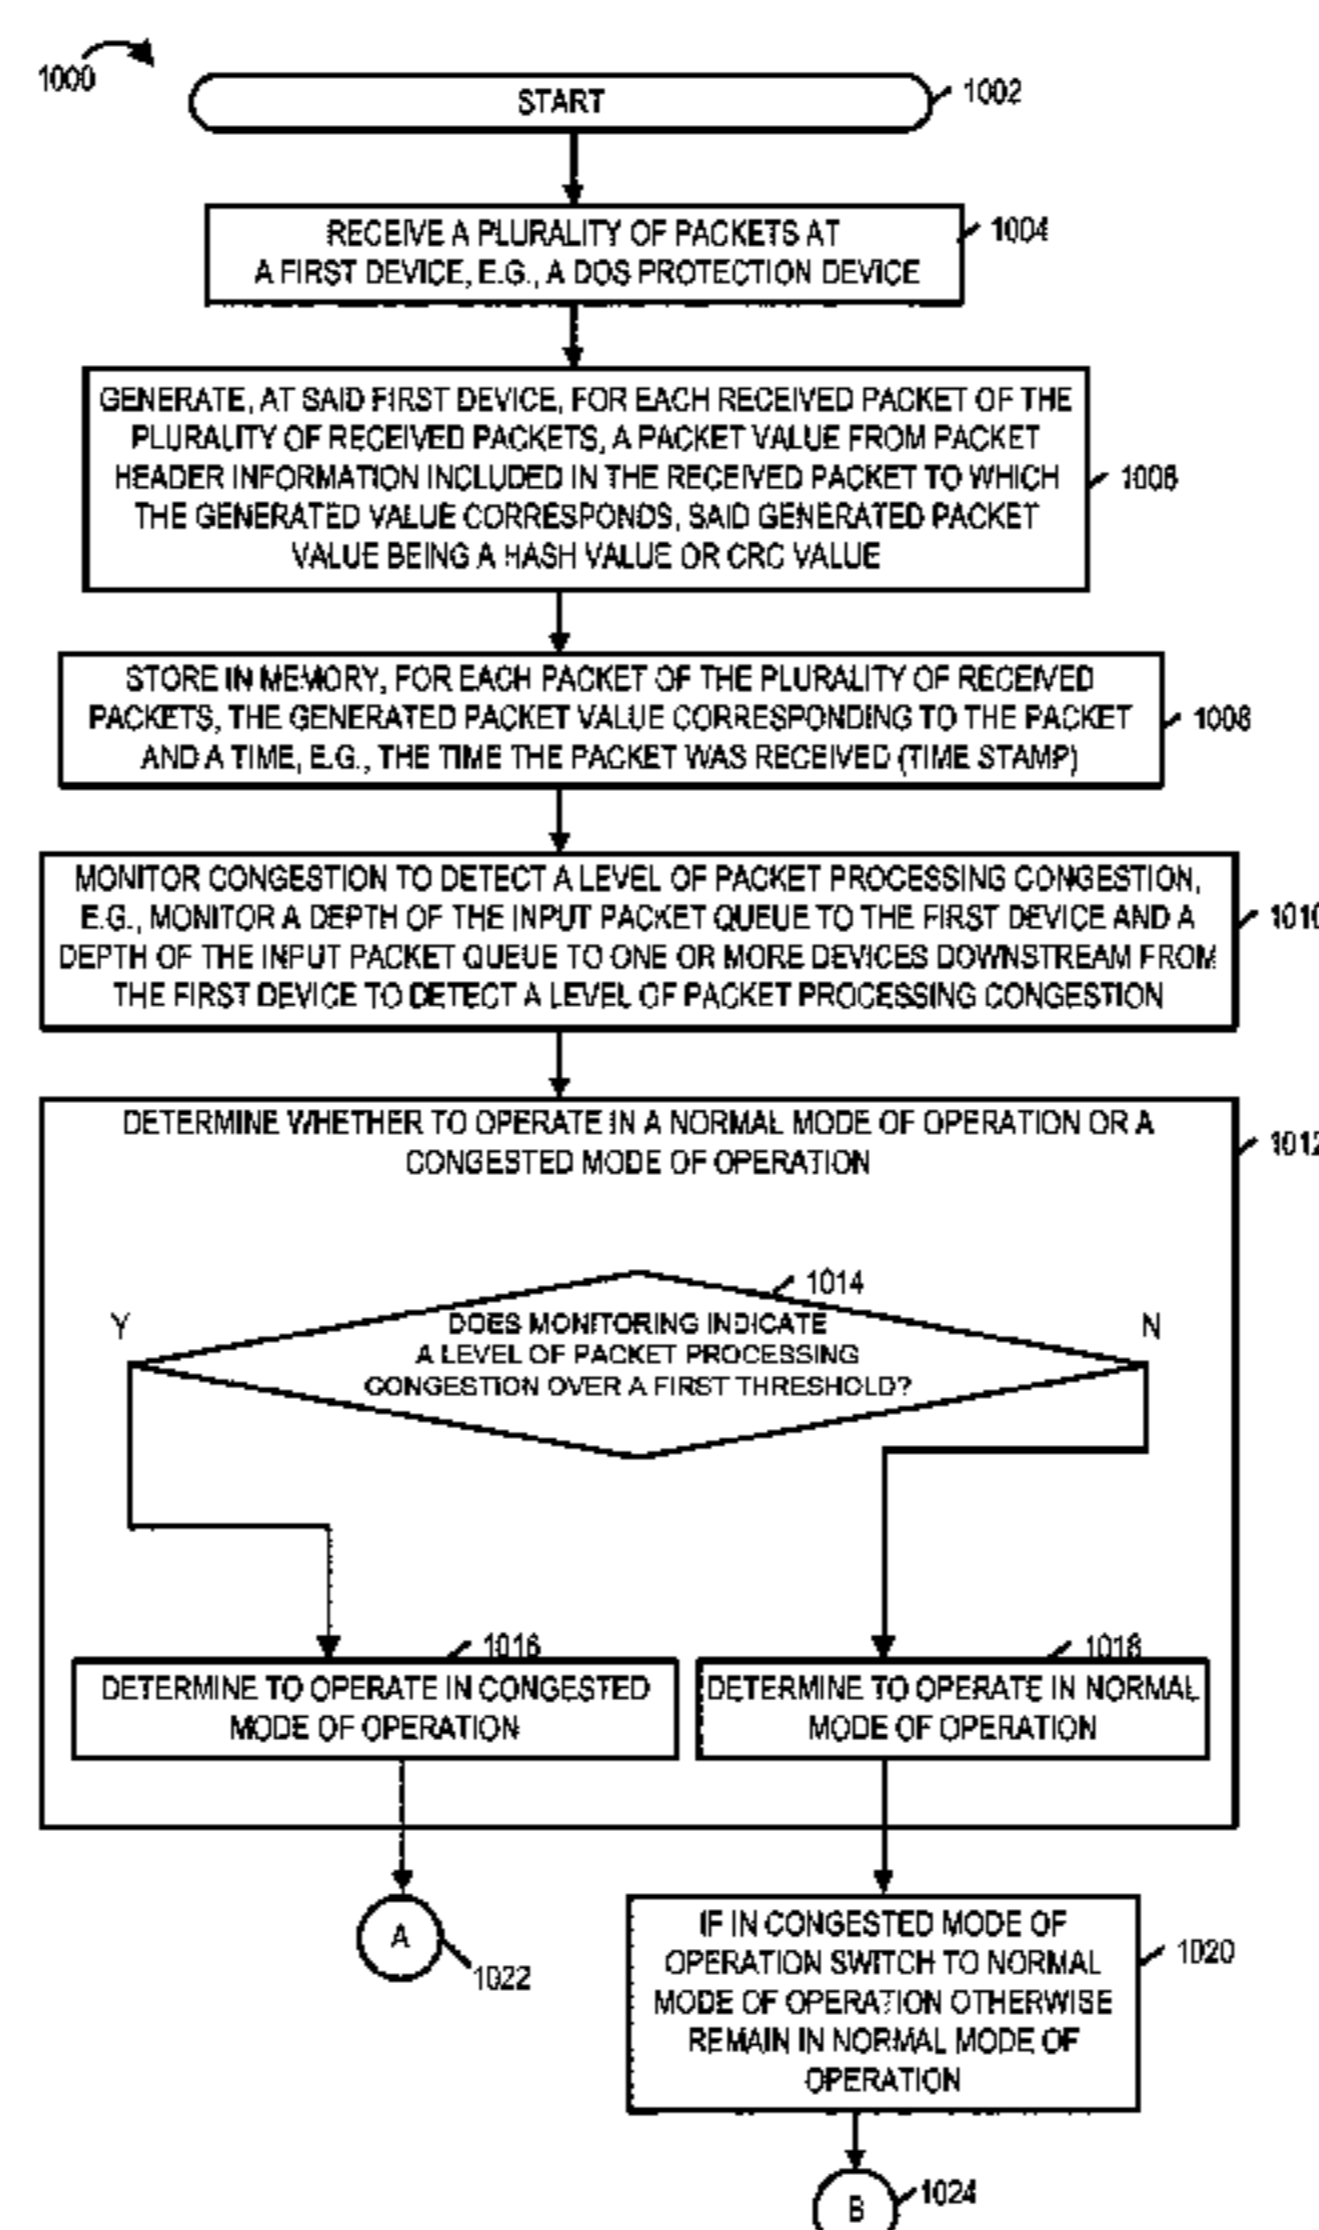 1000
START
1002
RECEIVE A PLURALITY OF PACKETS AT
A FIRST DEVICE, E.G., A DOS PROTECTION DEVICE
1004
GENERATE, AT SAID FIRST DEVICE, FOR EACH RECEIVED PACKET OF THE
PLURALITY OF RECEIVED PACKETS, A PACKET VALUE FROM PACKET
HEADER INFORMATION INCLUDED IN THE RECEIVED PACKET TO WHICH
THE GENERATED VALUE CORRESPONDS, SAID GENERATED PACKET
VALUE BEING A HASH VALUE OR CRC VALUE
1006
STORE IN MEMORY, FOR EACH PACKET OF THE PLURALITY OF RECEIVED
PACKETS, THE GENERATED PACKET VALUE CORRESPONDING TO THE PACKET
AND A TIME, E.G., THE TIME THE PACKET WAS RECEIVED (TIME STAMP)
1008
MONITOR CONGESTION TO DETECT A LEVEL OF PACKET PROCESSING CONGESTION,
E.G., MONITOR A DEPTH OF THE INPUT PACKET QUEUE TO THE FIRST DEVICE AND A
DEPTH OF THE INPUT PACKET QUEUE TO ONE OR MORE DEVICES DOWNSTREAM FROM
THE FIRST DEVICE TO DETECT A LEVEL OF PACKET PROCESSING CONGESTION
1010
DETERMINE WHETHER TO OPERATE IN A NORMAL MODE OF OPERATION OR A
CONGESTED MODE OF OPERATION
1012
1014
Y
DOES MONITORING INDICATE
A LEVEL OF PACKET PROCESSING
CONGESTION OVER A FIRST THRESHOLD?
N
1016
DETERMINE TO OPERATE IN CONGESTED
MODE OF OPERATION
1018
DETERMINE TO OPERATE IN NORMAL
MODE OF OPERATION
A
1022
IF IN CONGESTED MODE OF
OPERATION SWITCH TO NORMAL
MODE OF OPERATION OTHERWISE
REMAIN IN NORMAL MODE OF
OPERATION
1020
B
1024